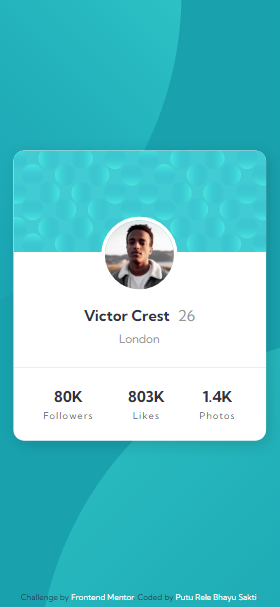 Victor Crest 26
London
80K 803K 1.4K
Followers Likes Photos
Challenge by Frontend Mentor. Coded by Putu Rele Bhayu Sakti